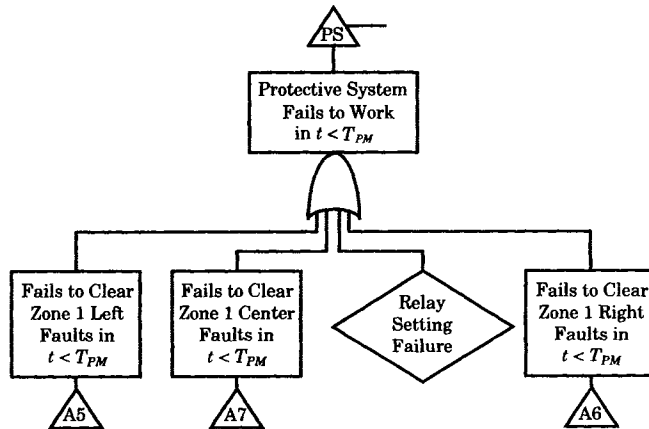 PS
Protective System
Fails to Work
in t < T_PM
Fails to Clear
Zone 1 Left
Faults in
t < T_PM
Fails to Clear
Zone 1 Center
Faults in
t < T_PM
Relay
Setting
Failure
Fails to Clear
Zone 1 Right
Faults in
t < T_PM
A5
A7
A6